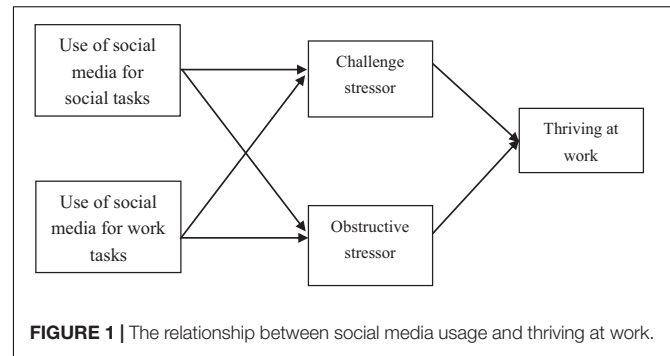 Use of social
media for
social tasks
Challenge
stressor
Thriving at
work
Use of social
media for work
tasks
Obstructive
stressor
FIGURE 1 | The relationship between social media usage and thriving at work.